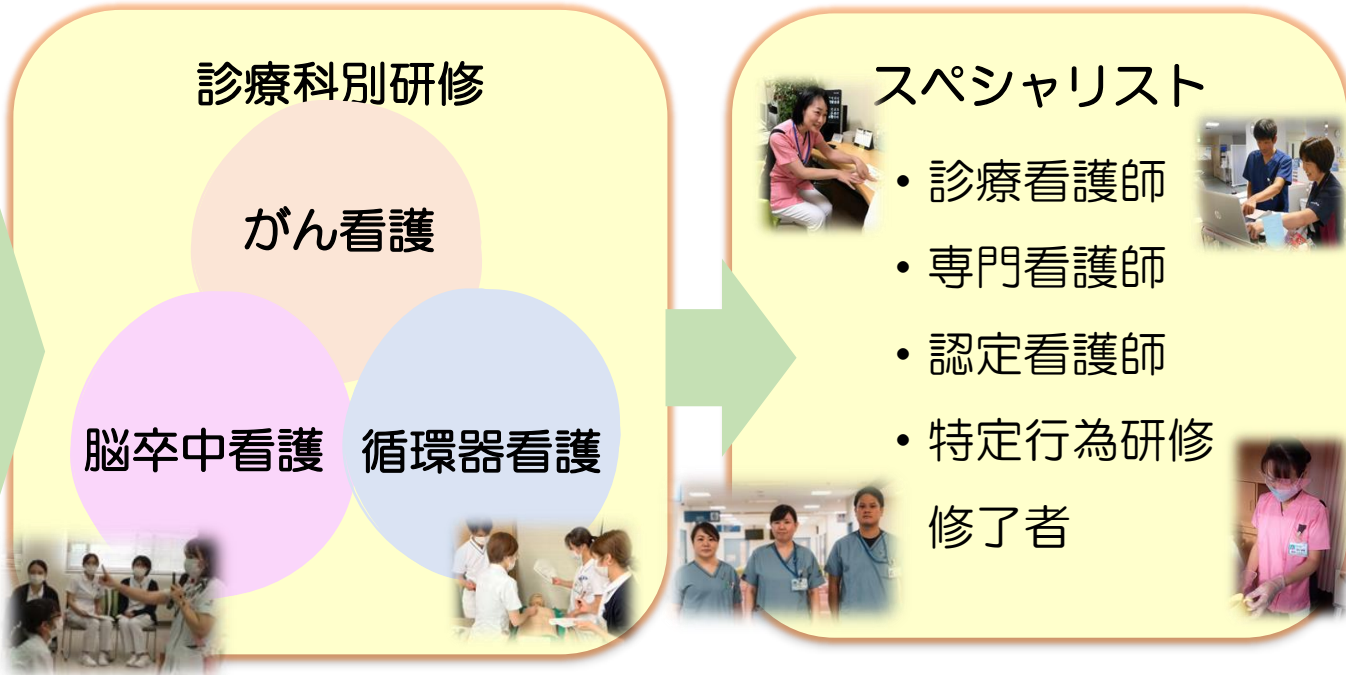 診療科別研修
がん看護
脳卒中看護
循環器看護
スペシャリスト
・診療看護師
・専門看護師
・認定看護師
・特定行為研修
修了者